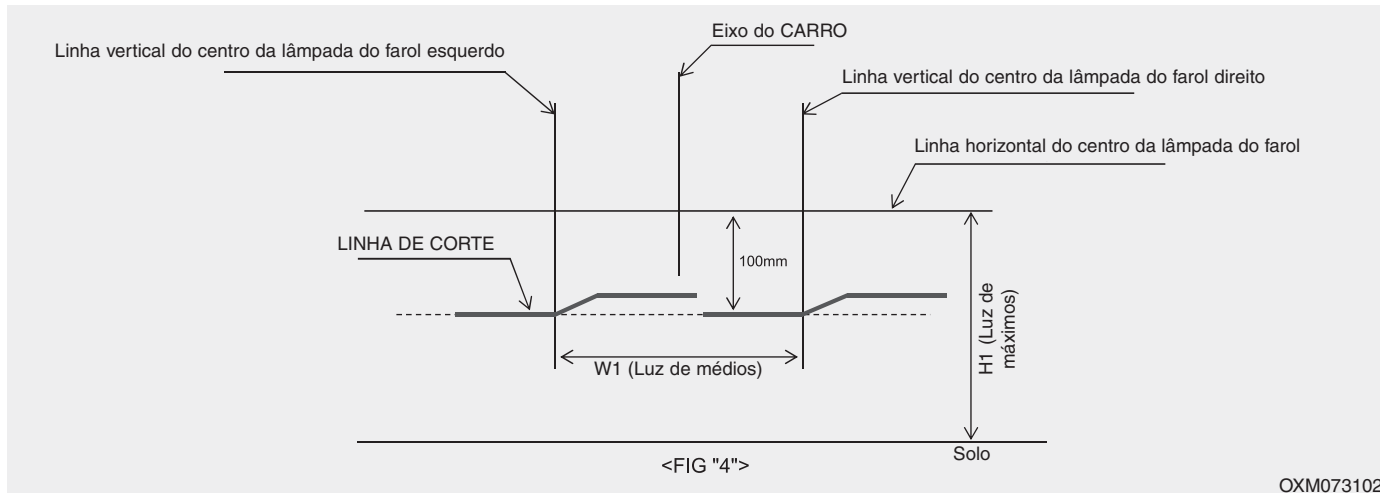 Eixo do CARRO
Linha vertical do centro da lâmpada do farol esquerdo
Linha vertical do centro da lâmpada do farol direito
Linha horizontal do centro da lâmpada do farol
LINHA DE CORTE
100mm
H1 (Luz de
máximos)
W1 (Luz de médios)
Solo
<FIG "4">
OXM073102